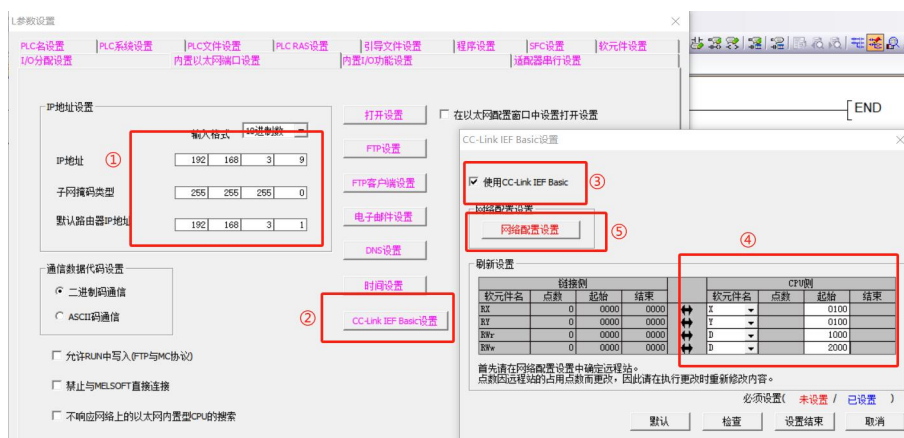 L参数设置
PLC名设置 PLC系统设置 PLC文件设置 PLC RAS设置 引导文件设置 程序设置 SFC设置 软元件设置
I/O分配设置 内置以太网端口设置 内置I/O功能设置 适配器串行设置
IP地址设置
输入格式 10进制数
IP地址 ① 192 168 3 9
子网掩码类型 255 255 255 0
默认路由器IP地址 192 168 3 1
通信数据代码设置
二进制码通信
ASCII码通信
允许RUN中写入(FTP与MC协议)
禁止与MELSOFT直接连接
不响应网络上的以太网内置型CPU的搜索
打开设置 在以太网配置窗口中设置打开设置
FTP设置
FTP客户端设置
电子邮件设置
DNS设置
时间设置
② CC-Link IEF Basic设置
END
CC-Link IEF Basic设置
使用CC-Link IEF Basic ③
网络配置设置
网络配置设置 ⑤
④
刷新设置
链接侧 CPU侧
软元件名 点数 起始 结束 软元件名 点数 起始 结束
RX 0 0000 0000 X 0100
RY 0 0000 0000 Y 0100
RWr 0 0000 0000 D 1000
RWw 0 0000 0000 D 2000
首先请在网络配置设置中确定远程站。
点数因远程站的占用点数而更改，因此请在执行更改时重新修改内容。
必须设置( 未设置 / 已设置 )
默认 检查 设置结束 取消